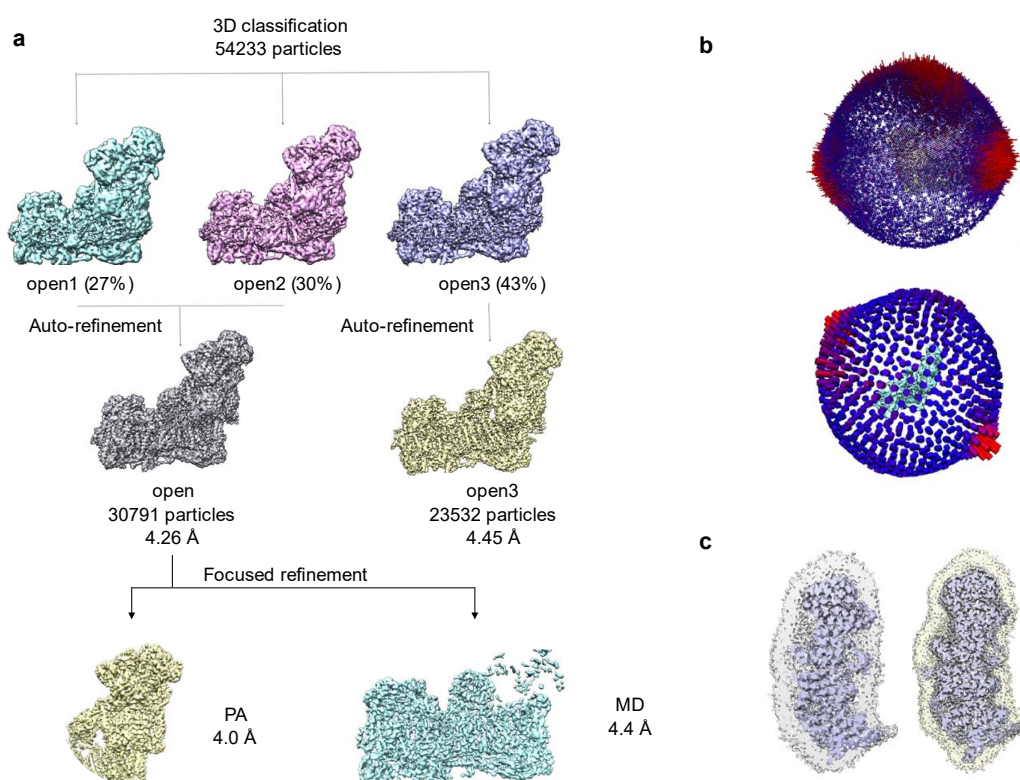 a
3D classification
54233 particles
open1 (27%)
open2 (30%)
open3 (43%)
Auto-refinement
Auto-refinement
open
30791 particles
4.26 Å
open3
23532 particles
4.45 Å
Focused refinement
PA
4.0 Å
MD
4.4 Å
b
c